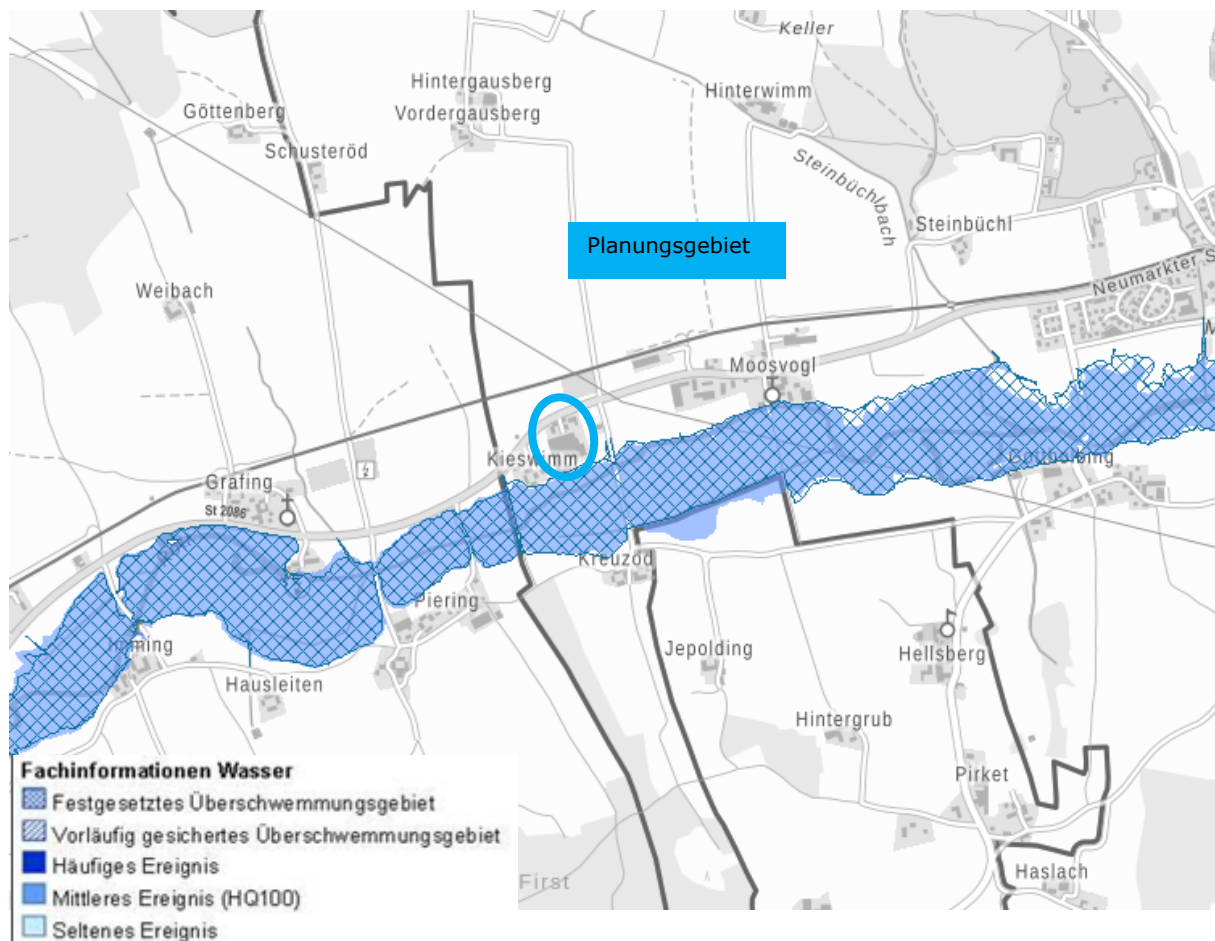 Keller
Hintergausberg
Hinterwimm
Göttenberg
Vordergausberg
Schusteröd
Steinbüchlbach
Steinbüchl
Planungsgebiet
Weibach
Neumarkter S
Moosvogl
Kieswimm
Gräfing
St 2086
Kreuzöd
Piering
Imming
Jepolding
Hellsberg
Hausleiten
Hintergrub
Pirket
Haslach
First
Fachinformationen Wasser
Festgesetztes Überschwemmungsgebiet
Vorläufig gesichertes Überschwemmungsgebiet
Häufiges Ereignis
Mittleres Ereignis (HQ100)
Seltenes Ereignis